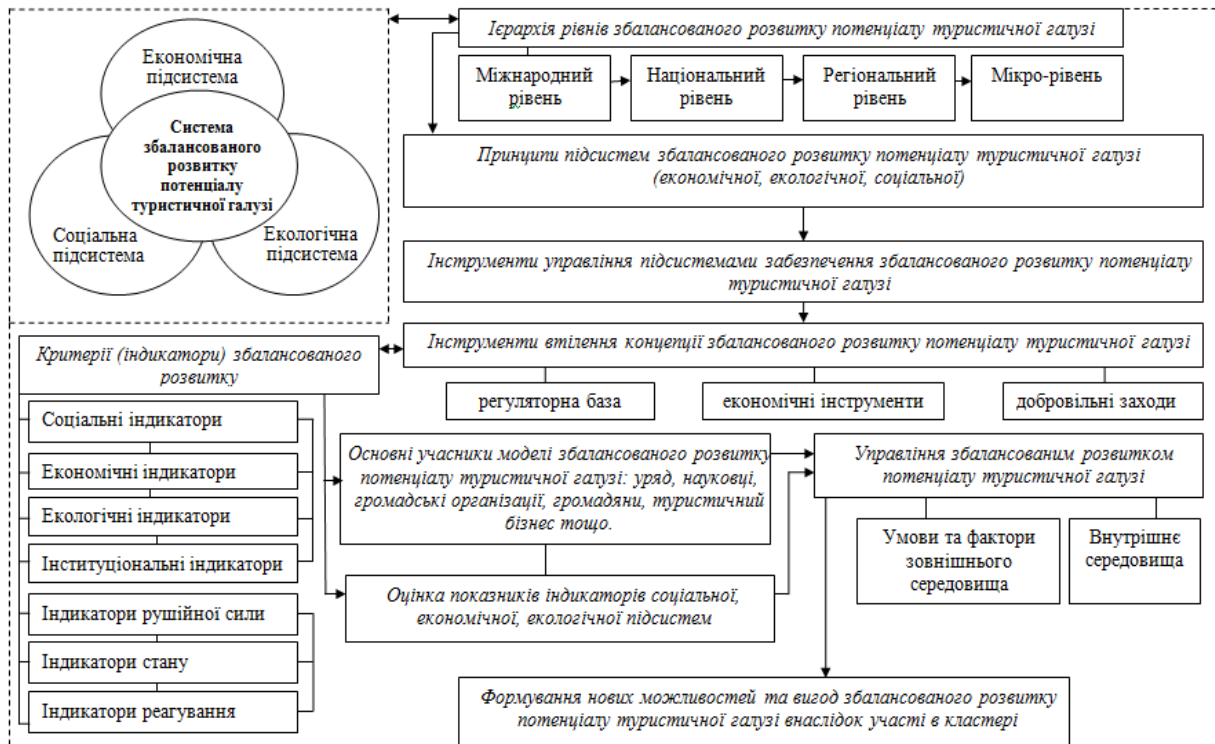 Економічна
підсистема
Система
збалансованого
розвитку
потенціалу
туристичної галузі
Соціальна
підсистема
Екологічна
підсистема
Ієрархія рівнів збалансованого розвитку потенціалу туристичної галузі
Міжнародний
рівень
Національний
рівень
Регіональний
рівень
Мікро-рівень
Принципи підсистем збалансованого розвитку потенціалу туристичної галузі
(економічної, екологічної, соціальної)
Інструменти управління підсистемами забезпечення збалансованого розвитку потенціалу
туристичної галузі
Інструменти втілення концепції збалансованого розвитку потенціалу туристичної галузі
регуляторна база
економічні інструменти
добровільні заходи
Критерії (індикатори) збалансованого
розвитку
Соціальні індикатори
Економічні індикатори
Екологічні індикатори
Інституціональні індикатори
Індикатори рушійної сили
Індикатори стану
Індикатори реагування
Основні учасники моделі збалансованого розвитку
потенціалу туристичної галузі: уряд, науковці,
громадські організації, громадяни, туристичний
бізнес тощо.
Оцінка показників індикаторів соціальної,
економічної, екологічної підсистем
Управління збалансованим розвитком
потенціалу туристичної галузі
Умови та фактори
зовнішнього
середовища
Внутрішнє
середовища
Формування нових можливостей та вигод збалансованого розвитку
потенціалу туристичної галузі внаслідок участі в кластері